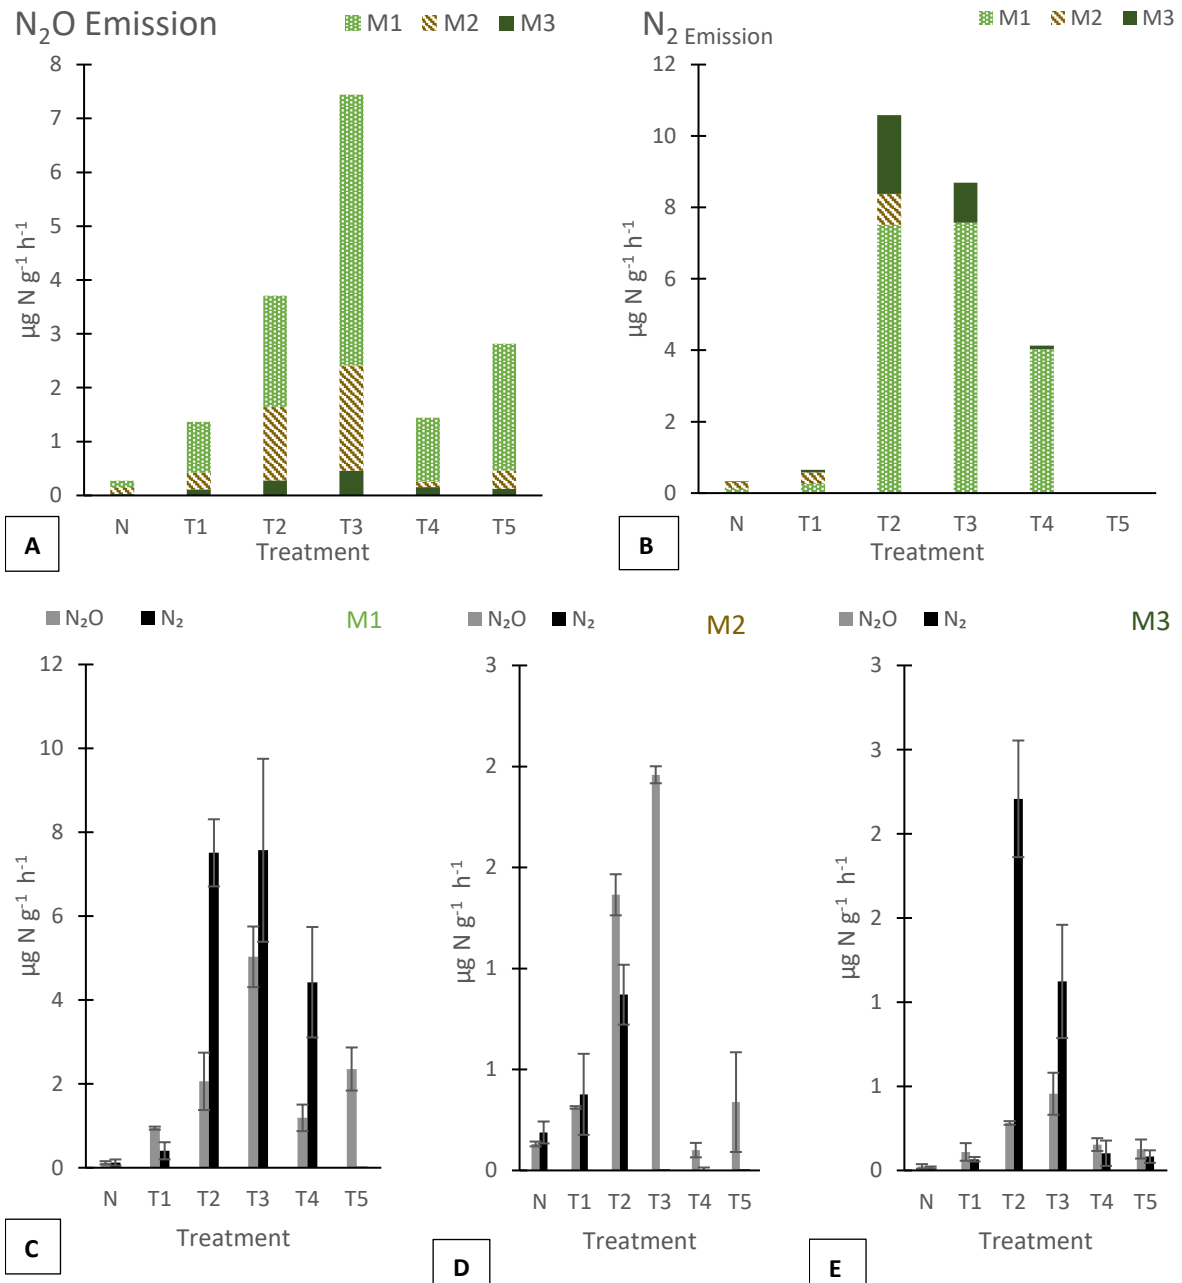 N₂O Emission
M1 M2 M3
8
7
6
5
4
3
2
1
0
µg N g⁻¹ h⁻¹
N T1 T2 T3 T4 T5
Treatment
A
N₂ Emission
M1 M2 M3
12
10
8
6
4
2
0
µg N g⁻¹ h⁻¹
N T1 T2 T3 T4 T5
Treatment
B
N₂O N₂
M1
12
10
8
6
4
2
0
µg N g⁻¹ h⁻¹
N T1 T2 T3 T4 T5
Treatment
C
N₂O N₂
M2
3
2
2
1
1
0
µg N g⁻¹ h⁻¹
N T1 T2 T3 T4 T5
Treatment
D
N₂O N₂
M3
3
3
2
2
1
1
0
µg N g⁻¹ h⁻¹
N T1 T2 T3 T4 T5
Treatment
E